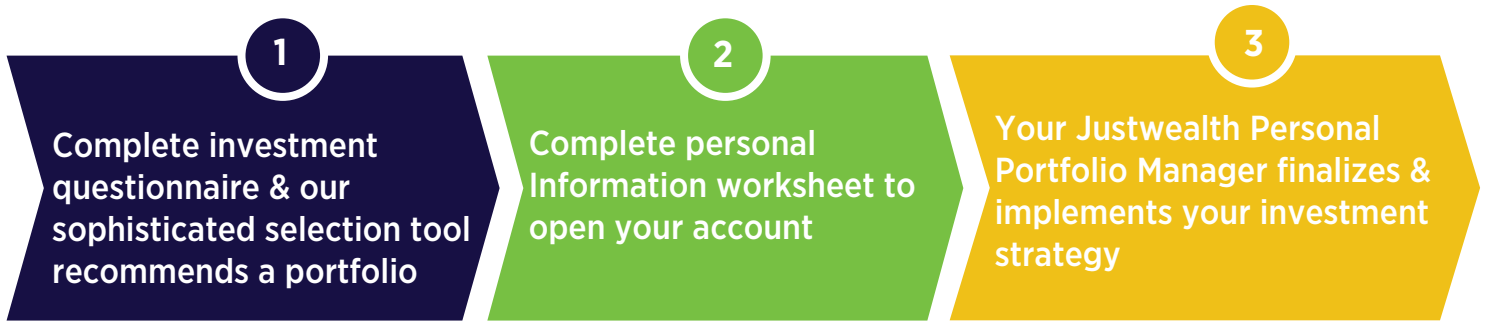 1
Complete investment
questionnaire & our
sophisticated selection tool
recommends a portfolio
2
Complete personal
Information worksheet to
open your account
3
Your Justwealth Personal
Portfolio Manager finalizes &
implements your investment
strategy